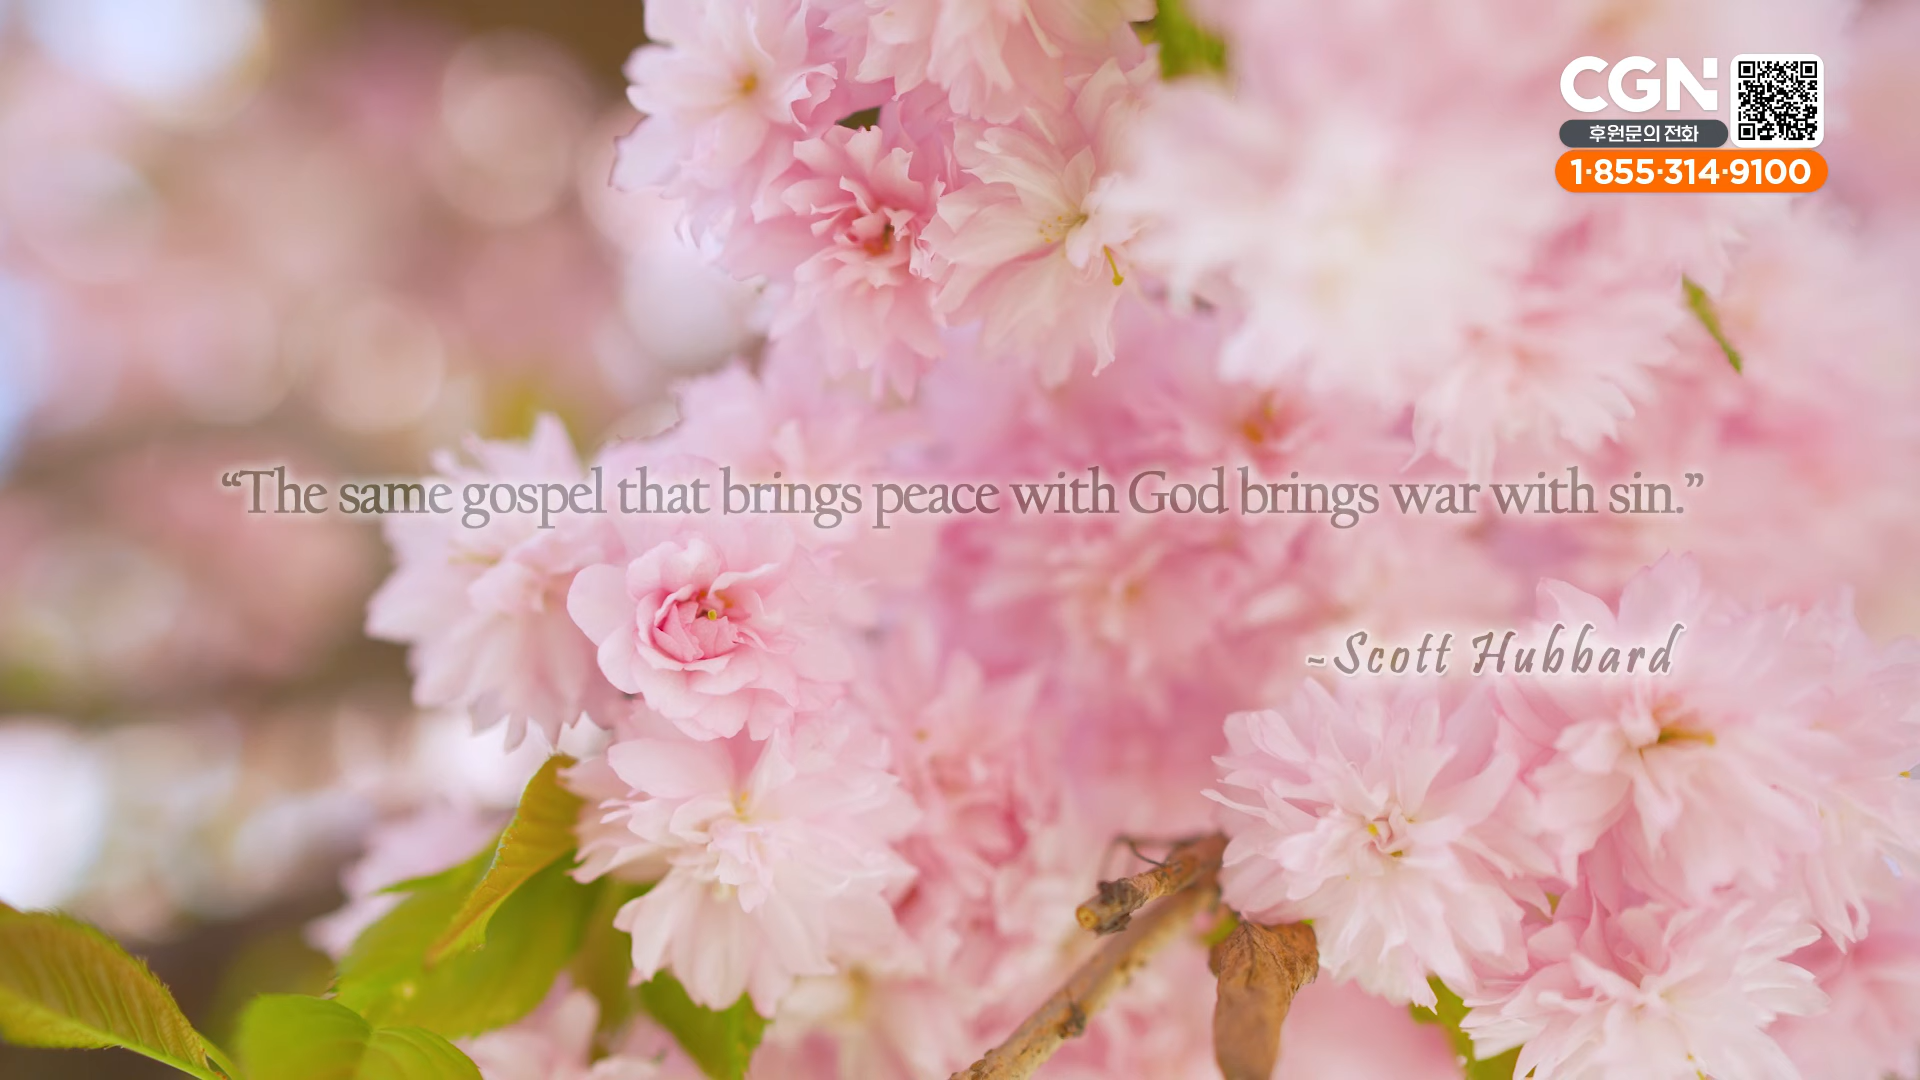 CGN
후원문의 전화
1·855·314·9100
“The same gospel that brings peace with God brings war with sin.”
-Scott Hubbard